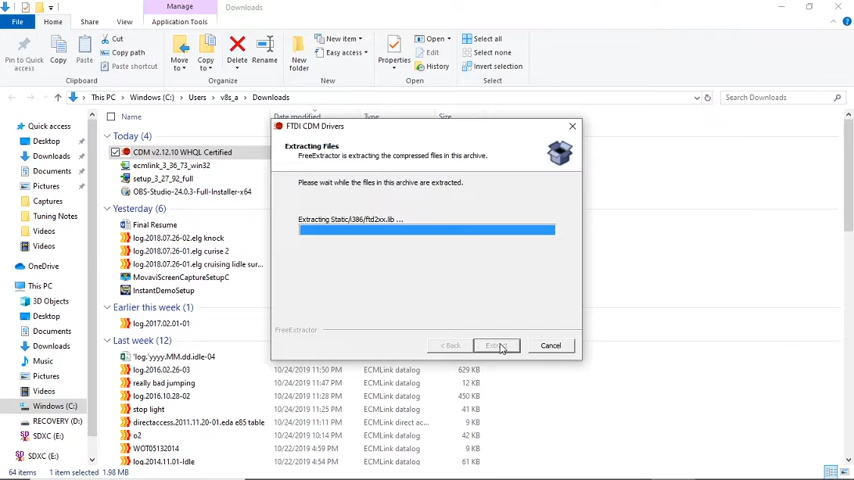 Manage
Downloads
File
Home
Share
View
Application Tools
Pin to Quick access
Copy
Paste
Cut
Copy path
Paste shortcut
Clipboard
Move to
Copy to
Delete
Rename
Organize
New folder
New item
Easy access
New
Properties
Open
Edit
History
Open
Select all
Select none
Invert selection
Select
This PC > Windows (C:) > Users > v8s_a > Downloads
Search Downloads
Name
Date modified
Type
Size
Quick access
Desktop
Downloads
Documents
Pictures
Captures
Tuning Notes
Videos
Videos
OneDrive
This PC
3D Objects
Desktop
Downloads
Documents
Music
Pictures
Videos
Windows (C:)
RECOVERY (D:)
SDXC (E:)
SDXC (E:)
Today (4)
CDM v2.12.10 WHQL Certified
ecmlink_3_36_73_win32
setup_3_27_92_full
OBS-Studio-24.0.3-Full-Installer-x64
Yesterday (6)
Final Resume
log.2018.07.26-02.elg knock
log.2018.07.26-01.elg curise 2
log.2018.07.26-01.elg cruising lidle sur...
MovaviScreenCaptureSetupC
InstantDemoSetup
Earlier this week (1)
log.2017.02.01-01
Last week (12)
'log.'yyyy.MM.dd.idle-04
log.2016.02.26-03 10/24/2019 11:50 PM ECMLink datalog 629 KB
really bad jumping 10/24/2019 11:47 PM ECMLink datalog 382 KB
log.2016.10.28-02 10/24/2019 11:28 PM ECMLink datalog 450 KB
stop light 10/24/2019 11:25 PM ECMLink datalog 41 KB
directaccess.2011.11.20-01.eda e85 table 10/24/2019 11:11 PM ECMLink direct ac... 9 KB
o2 10/24/2019 10:14 PM ECMLink datalog 42 KB
WOT05132014 10/22/2019 4:59 PM ECMLink datalog 9 KB
log.2014.11.01-Idle 10/22/2019 4:54 PM ECMLink datalog 61 KB
FTDI CDM Drivers
Extracting Files
FreeExtractor is extracting the compressed files in this archive.
Please wait while the files in this archive are extracted.
Extracting Static/i386/ftd2xx.lib ...
FreeExtractor
< Back
Extract
Cancel
64 items
1 item selected 1.98 MB